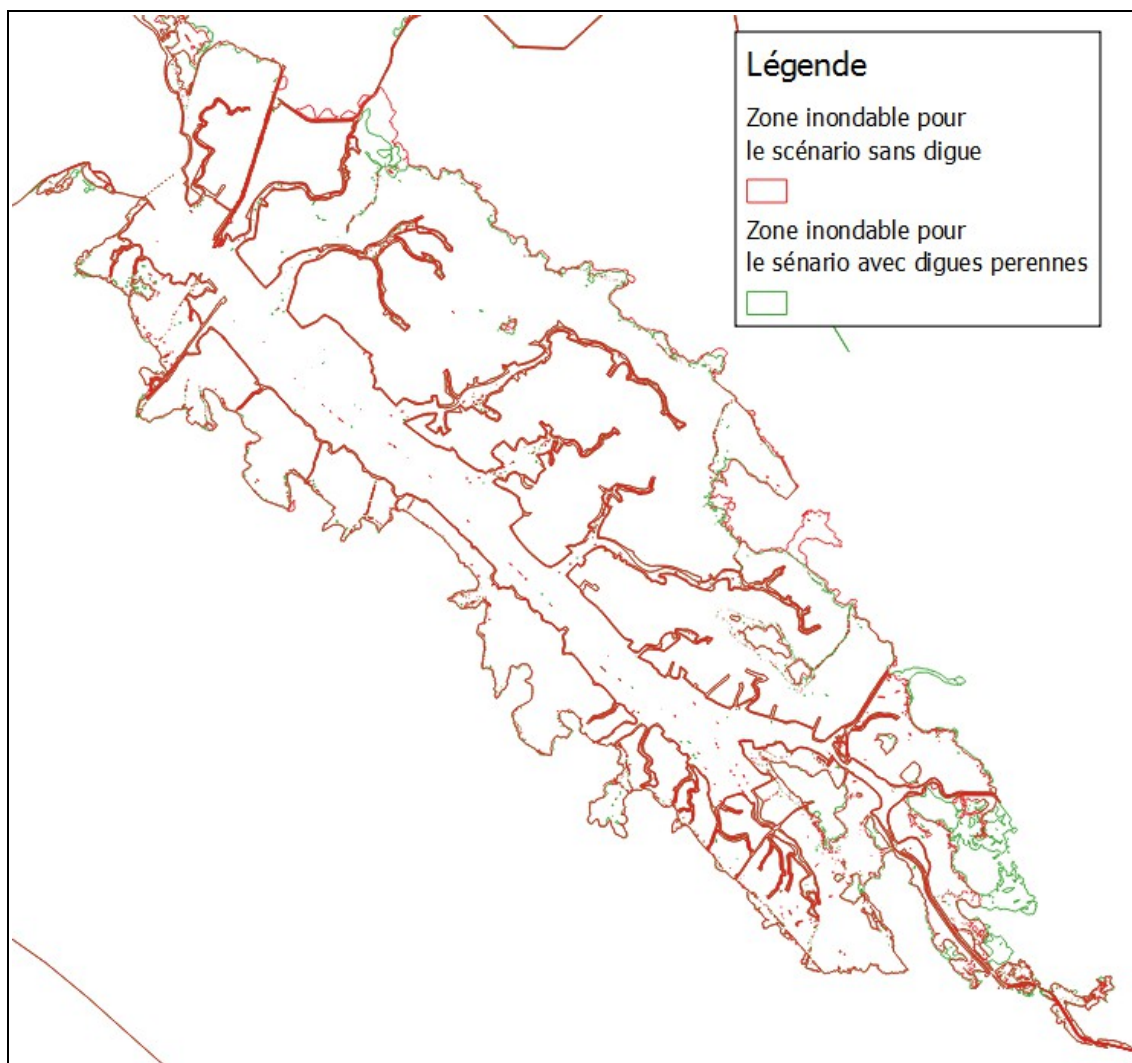 Légende
Zone inondable pour
le scénario sans digue
Zone inondable pour
le sénario avec digues perennes